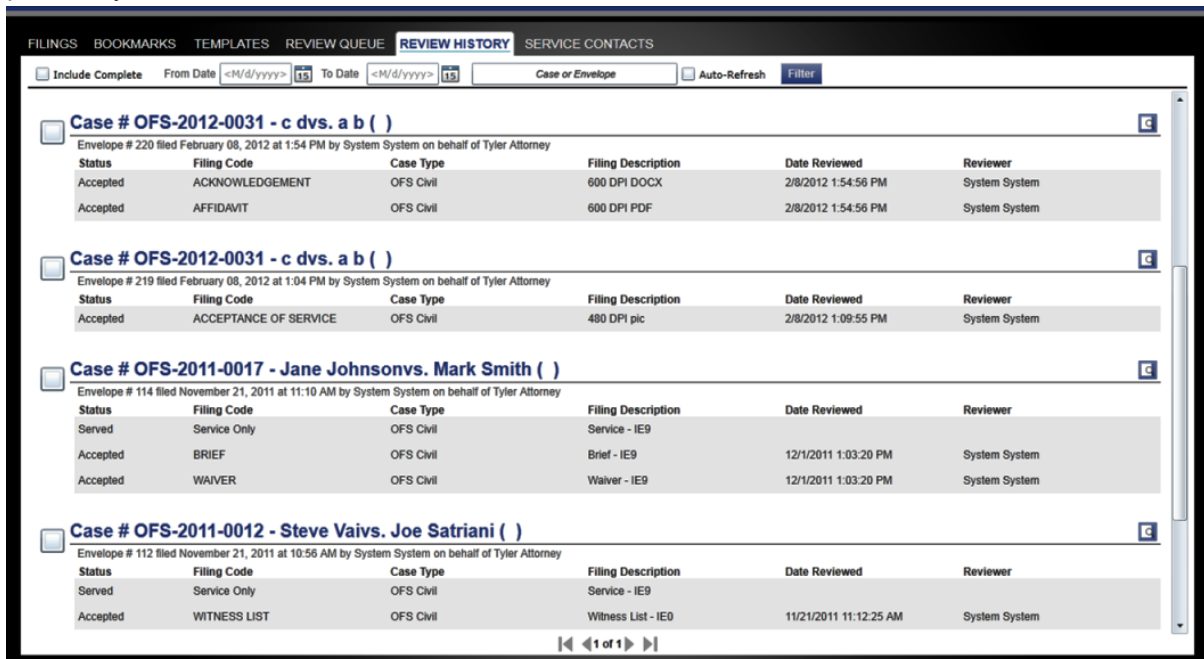 FILINGS BOOKMARKS TEMPLATES REVIEW QUEUE REVIEW HISTORY SERVICE CONTACTS
Include Complete From Date <M/d/yyyy> 15 To Date <M/d/yyyy> 15 Case or Envelope Auto-Refresh Filter
Case # OFS-2012-0031 - c dvs. a b ( )
Envelope # 220 filed February 08, 2012 at 1:54 PM by System System on behalf of Tyler Attorney
Status Filing Code Case Type Filing Description Date Reviewed Reviewer
Accepted ACKNOWLEDGEMENT OFS Civil 600 DPI DOCX 2/8/2012 1:54:56 PM System System
Accepted AFFIDAVIT OFS Civil 600 DPI PDF 2/8/2012 1:54:56 PM System System
Case # OFS-2012-0031 - c dvs. a b ( )
Envelope # 219 filed February 08, 2012 at 1:04 PM by System System on behalf of Tyler Attorney
Status Filing Code Case Type Filing Description Date Reviewed Reviewer
Accepted ACCEPTANCE OF SERVICE OFS Civil 480 DPI pic 2/8/2012 1:09:55 PM System System
Case # OFS-2011-0017 - Jane Johnsonvs. Mark Smith ( )
Envelope # 114 filed November 21, 2011 at 11:10 AM by System System on behalf of Tyler Attorney
Status Filing Code Case Type Filing Description Date Reviewed Reviewer
Served Service Only OFS Civil Service - IE9
Accepted BRIEF OFS Civil Brief - IE9 12/1/2011 1:03:20 PM System System
Accepted WAIVER OFS Civil Waiver - IE9 12/1/2011 1:03:20 PM System System
Case # OFS-2011-0012 - Steve Vaivs. Joe Satriani ( )
Envelope # 112 filed November 21, 2011 at 10:56 AM by System System on behalf of Tyler Attorney
Status Filing Code Case Type Filing Description Date Reviewed Reviewer
Served Service Only OFS Civil Service - IE9
Accepted WITNESS LIST OFS Civil Witness List - IE0 11/21/2011 11:12:25 AM System System
1 of 1